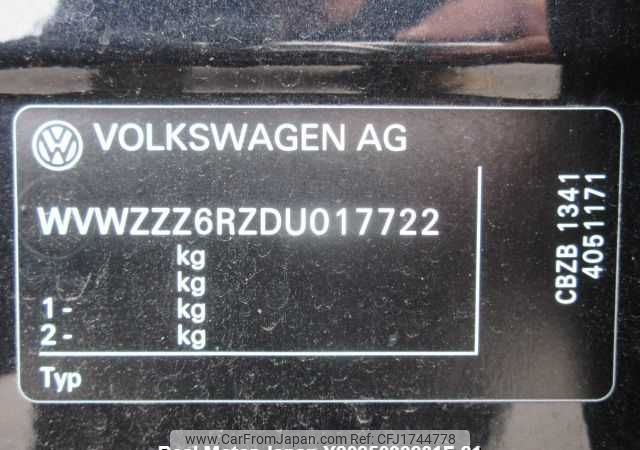 VOLKSWAGEN AG
WVWZZZ6RZDU017722
kg
kg
1- kg
2- kg
Typ
CBZB 1341
4051171
www.CarFromJapan.com Ref: CFJ1744778